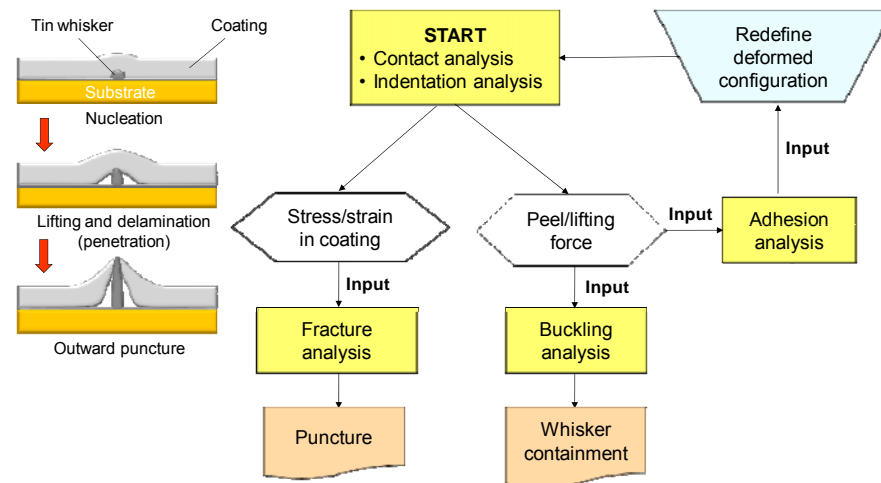 Tin whisker
Coating
Substrate
Nucleation
Lifting and delamination
(penetration)
Outward puncture
START
• Contact analysis
• Indentation analysis
Redefine
deformed
configuration
Input
Stress/strain
in coating
Peel/lifting
force
Input
Adhesion
analysis
Input
Input
Fracture
analysis
Buckling
analysis
Puncture
Whisker
containment